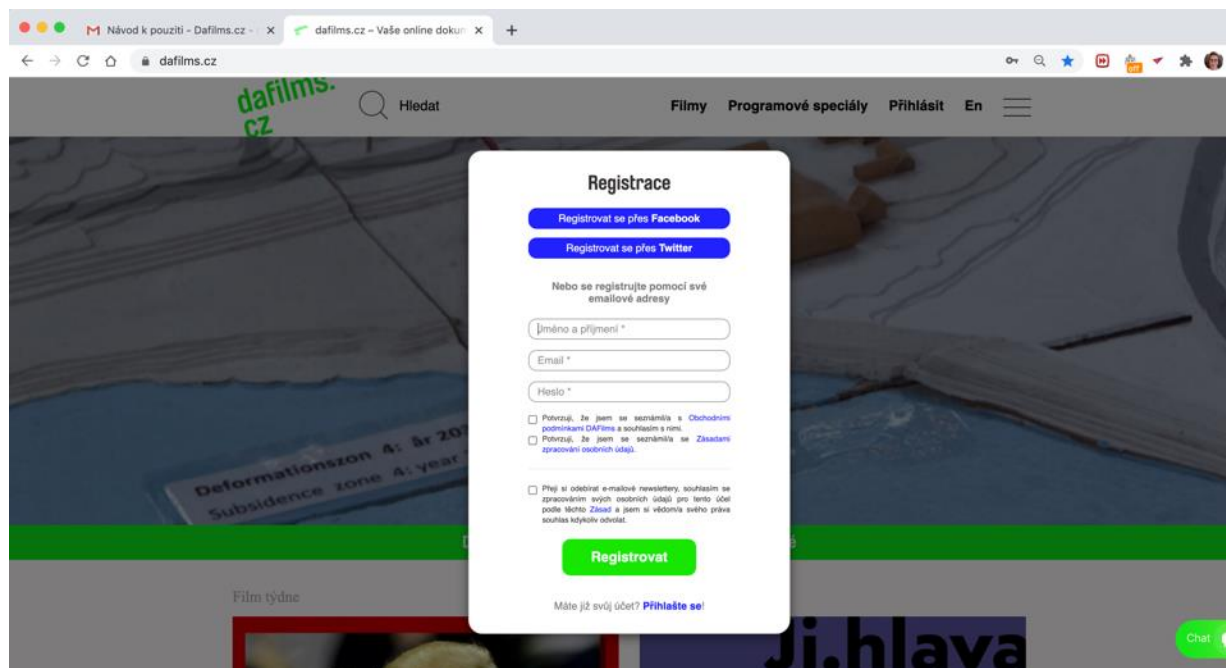 Návod k použití - Dafilms.cz -
dafilms.cz – Vaše online dokun
dafilms.cz
off
dafilms.
cz
Hledat
Filmy
Programové speciály
Přihlásit
En
Registrace
Registrovat se přes Facebook
Registrovat se přes Twitter
Nebo se registrujte pomocí své
emailové adresy
Jméno a příjmení *
Email *
Heslo *
Potvrzuji, že jsem se seznámil/a s Obchodními
podmínkami DAFilms a souhlasím s nimi.
Potvrzuji, že jsem se seznámil/a se Zásadami
zpracování osobních údajů.
Přeji si odebírat e-mailové newslettery, souhlasím se
zpracováním svých osobních údajů pro tento účel
podle těchto Zásad a jsem si vědom/a svého práva
souhlas kdykoliv odvolat.
Registrovat
Máte již svůj účet? Přihlašte se!
Deformationszon 4: år 203
Subsidence zone 4: year
Film týdne
Ji.hlava
Chat